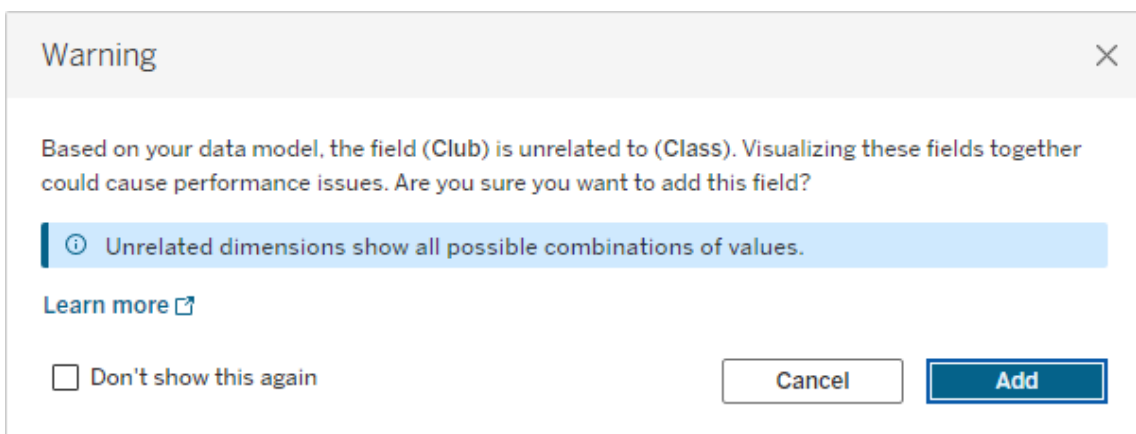 Warning
Based on your data model, the field (Club) is unrelated to (Class). Visualizing these fields together
could cause performance issues. Are you sure you want to add this field?
Unrelated dimensions show all possible combinations of values.
Learn more
Don't show this again
Cancel
Add